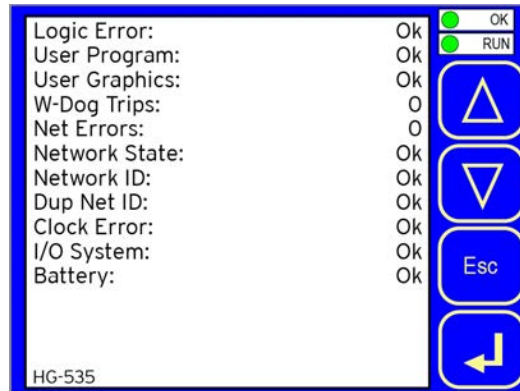 Logic Error: Ok
User Program: Ok
User Graphics: Ok
W-Dog Trips: 0
Net Errors: 0
Network State: Ok
Network ID: Ok
Dup Net ID: Ok
Clock Error: Ok
I/O System: Ok
Battery: Ok
HG-535
OK
RUN
Esc